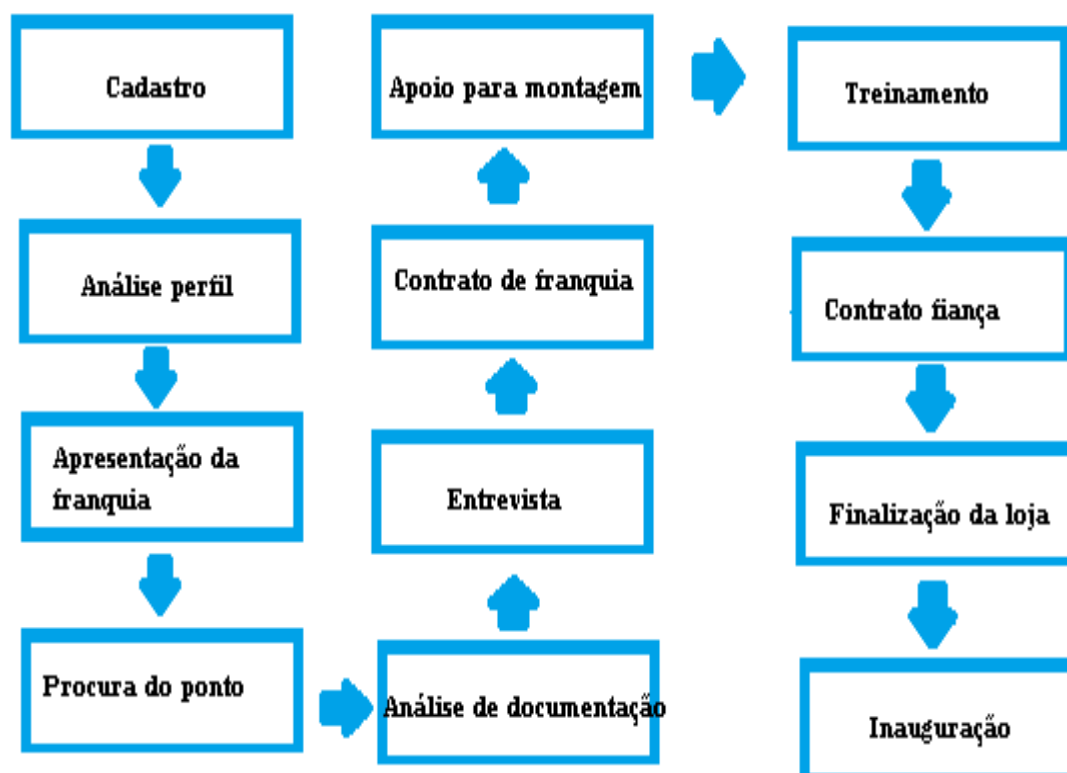 Cadastro
Análise perfil
Apresentação da
franquia
Procura do ponto
Análise de documentação
Entrevista
Contrato de franquia
Apoio para montagem
Treinamento
Contrato fiança
Finalização da loja
Inauguração